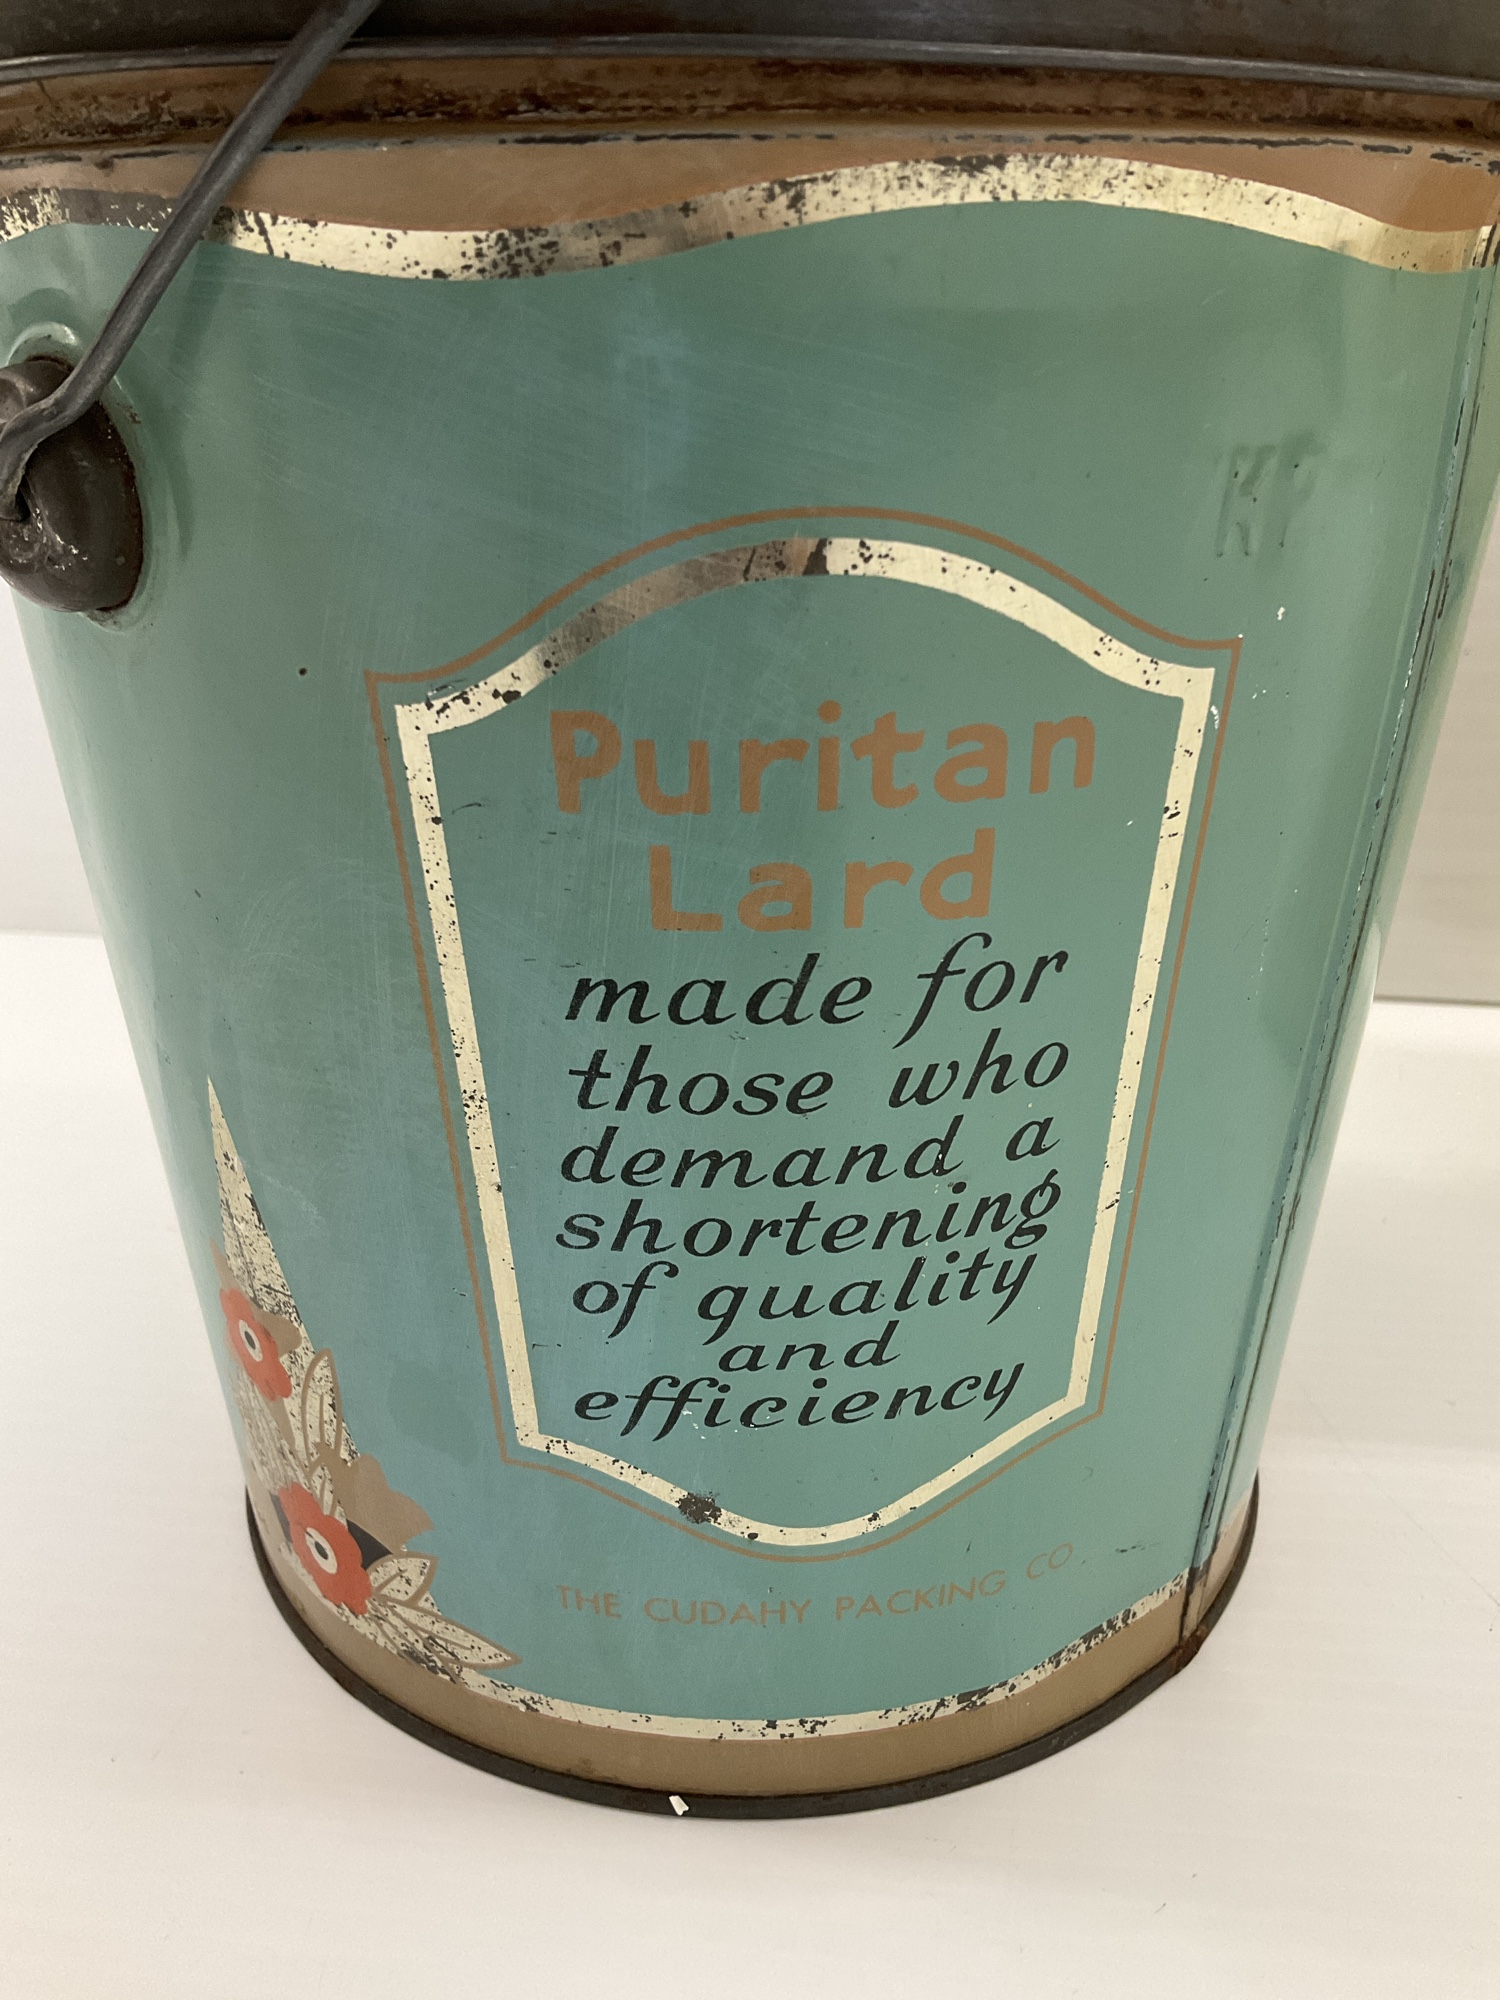 Puritan
Lard
made for
those who
demand a
shortening
of quality
and
efficiency
THE CUDAHY PACKING CO.